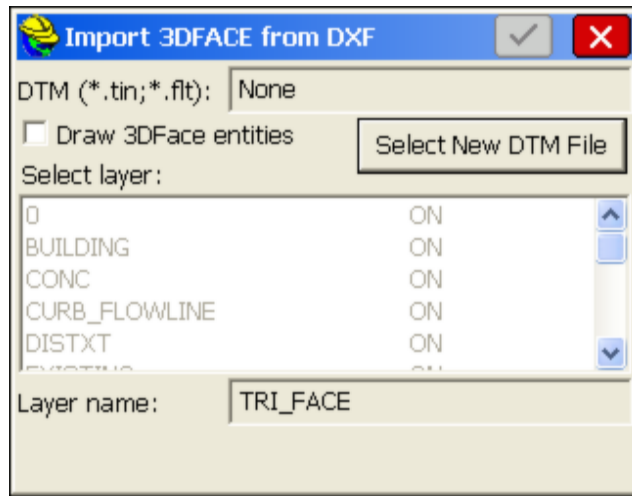 Import 3DFACE from DXF
DTM (*.tin;*.flt): None
Draw 3DFace entities
Select New DTM File
Select layer:
0 ON
BUILDING ON
CONC ON
CURB_FLOWLINE ON
DISTXT ON
Layer name: TRI_FACE